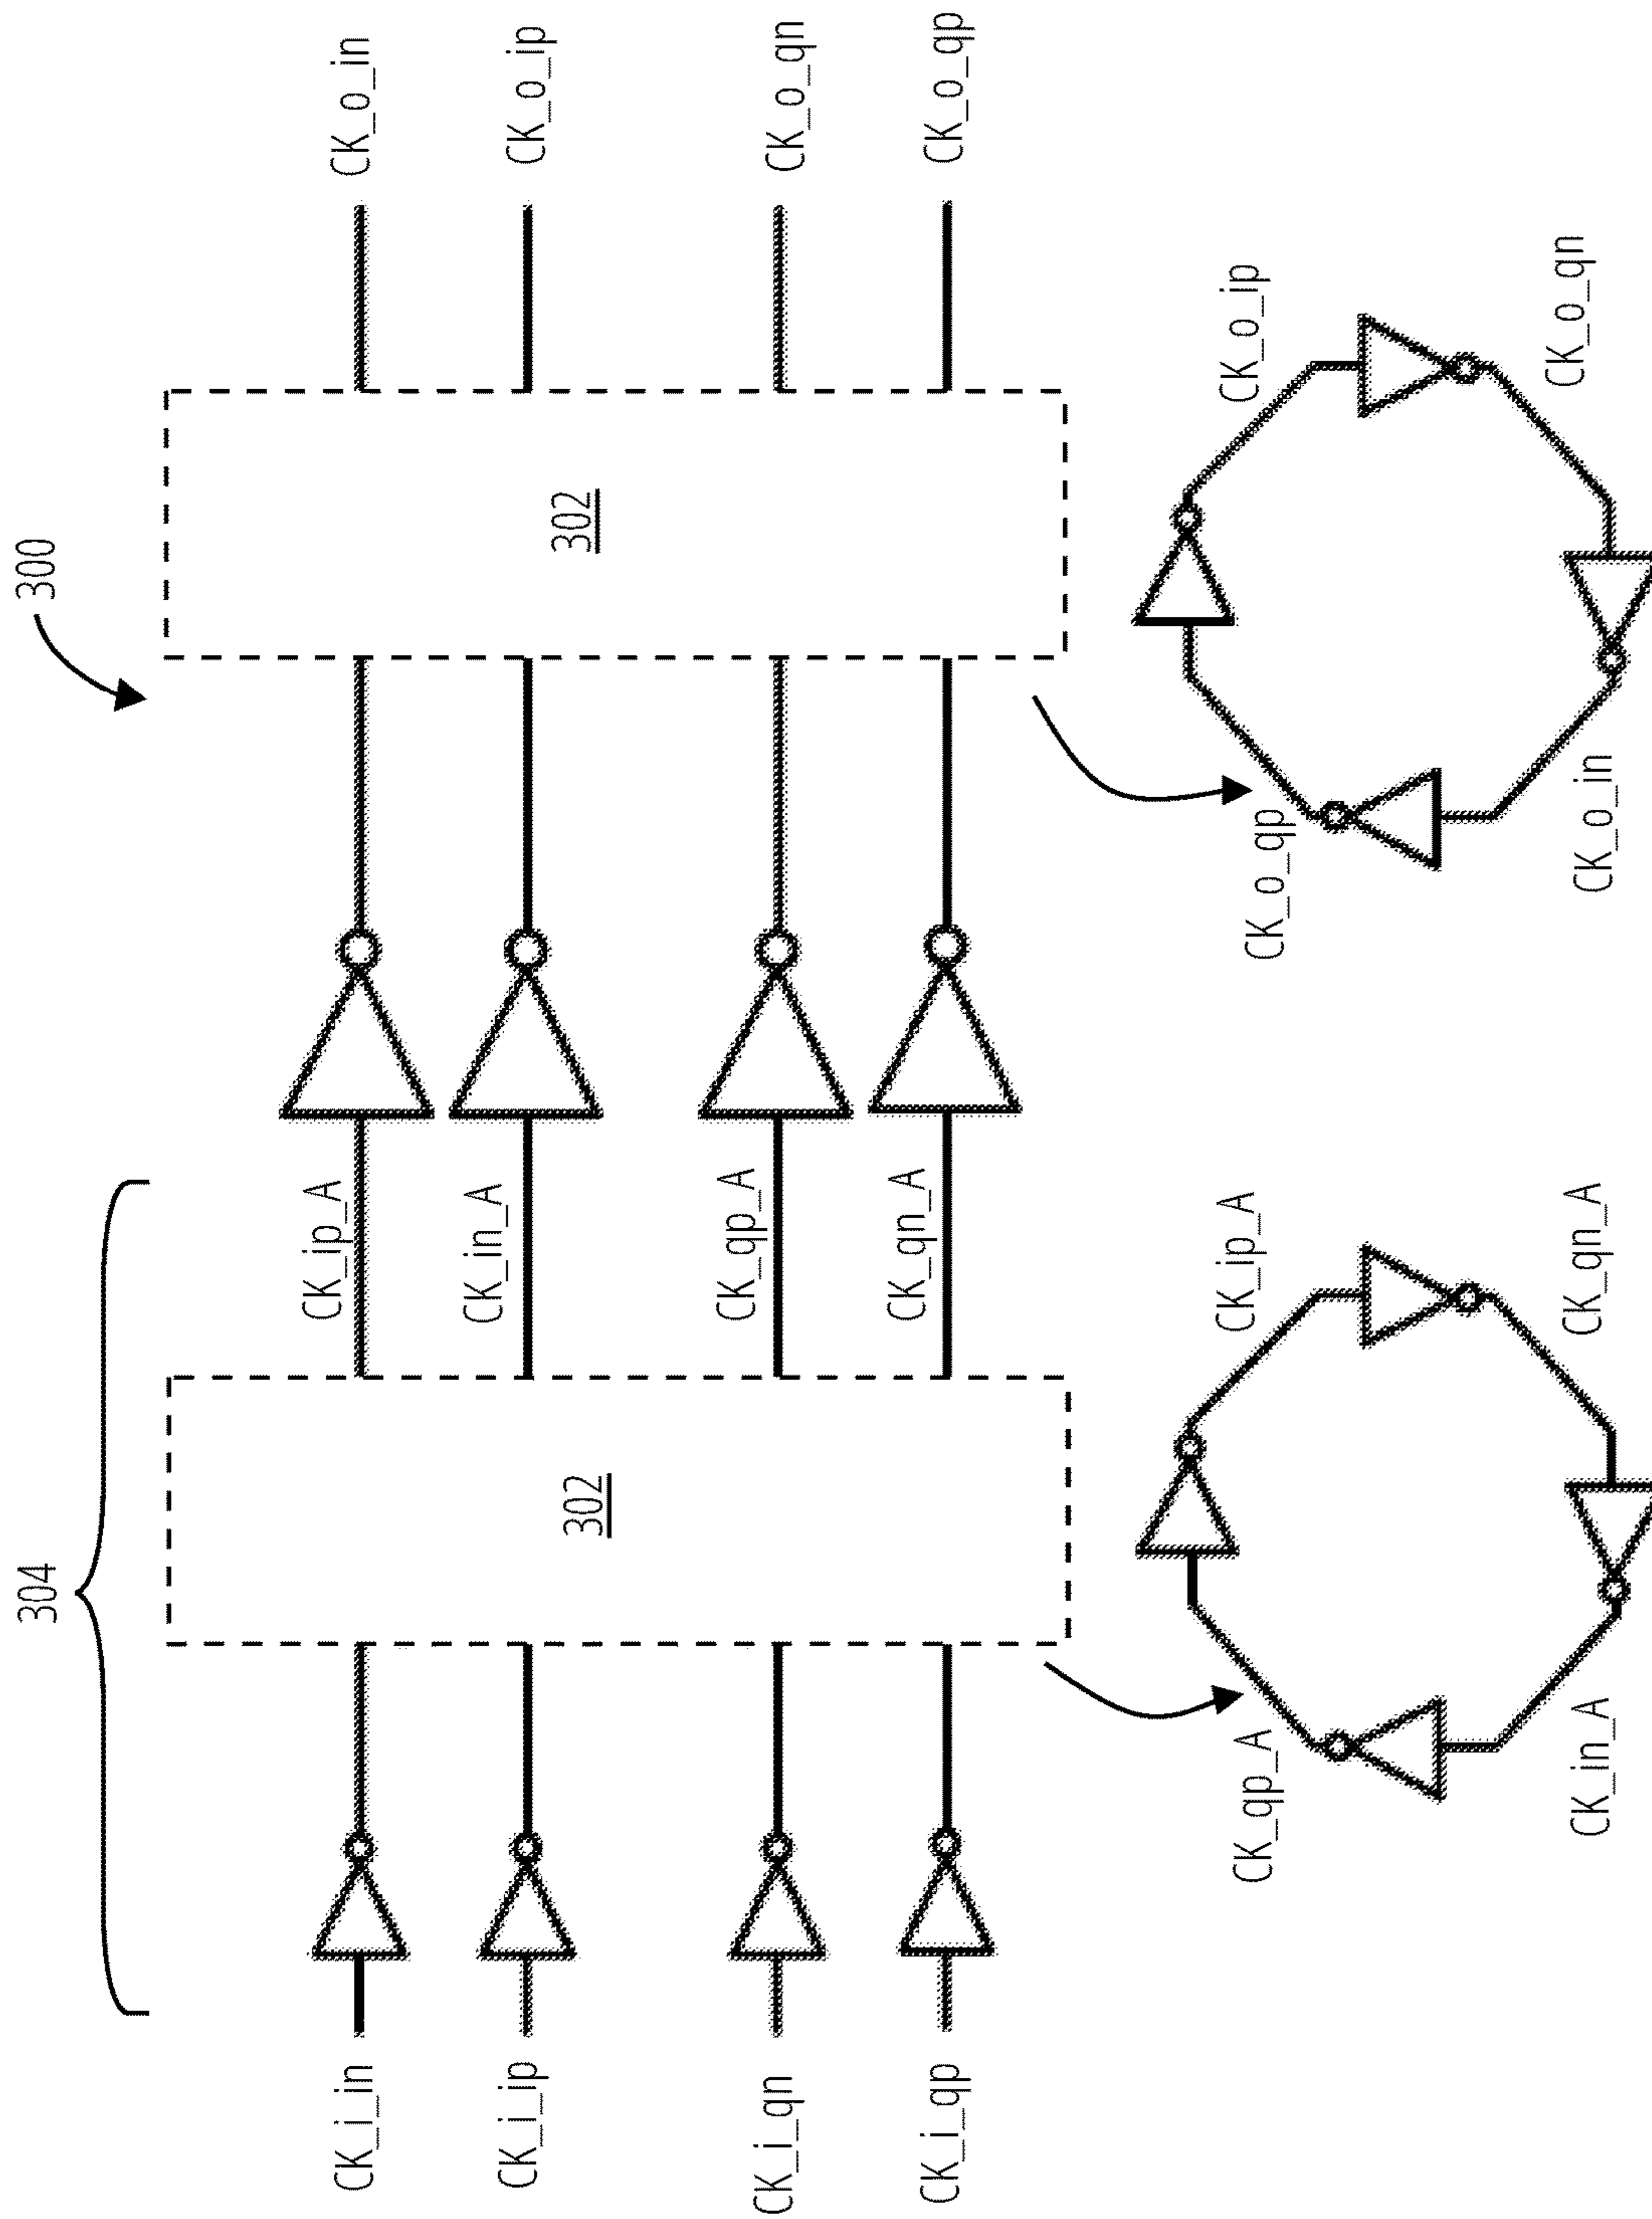 300
304
CK_i_in
CK_ip_A
CK_o_in
CK_i_ip
CK_in_A
CK_o_ip
302
302
CK_i_qn
CK_qp_A
CK_o_qn
CK_i_qp
CK_qn_A
CK_o_qp
CK_qp_A
CK_ip_A
CK_in_A
CK_qn_A
CK_o_qp
CK_o_ip
CK_o_in
CK_o_qn